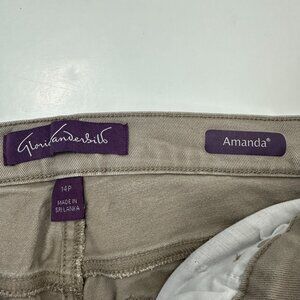 Gloria Vanderbilt
Amanda®
14P
MADE IN
SRI LANKA